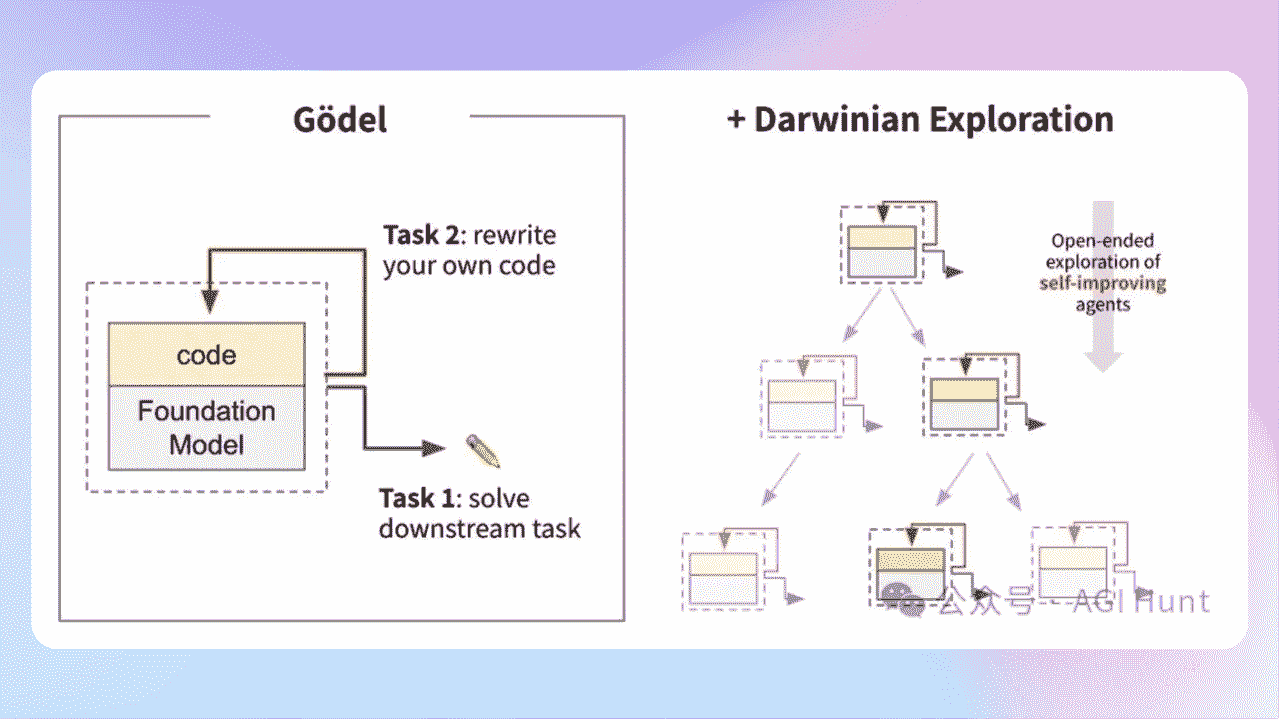 Gödel
Task 2: rewrite
your own code
code
Foundation
Model
Task 1: solve
downstream task
+ Darwinian Exploration
Open-ended
exploration of
self-improving
agents
公众号 · AGI Hunt